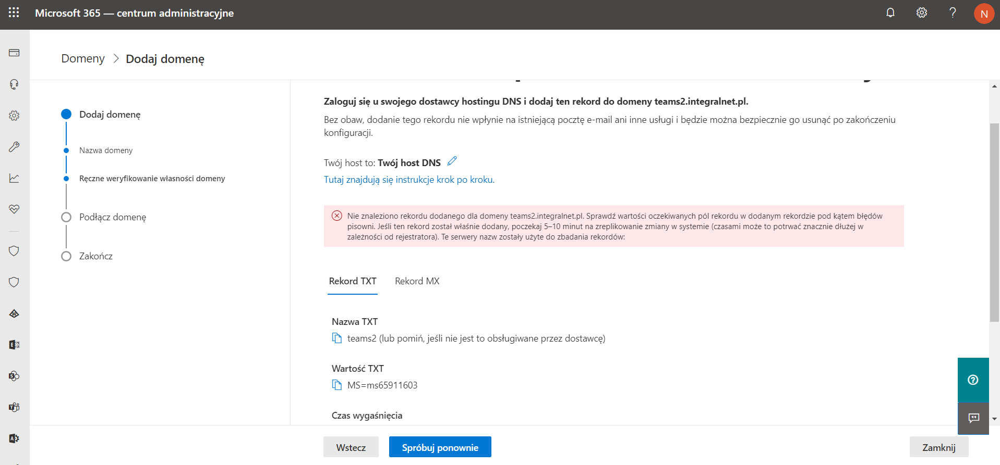 Microsoft 365 — centrum administracyjne
N
Domeny > Dodaj domenę
Dodaj domenę
Nazwa domeny
Ręczne weryfikowanie własności domeny
Podłącz domenę
Zakończ
Zaloguj się u swojego dostawcy hostingu DNS i dodaj ten rekord do domeny teams2.integralnet.pl.
Bez obaw, dodanie tego rekordu nie wpłynie na istniejącą pocztę e-mail ani inne usługi i będzie można bezpiecznie go usunąć po zakończeniu
konfiguracji.
Twój host to: Twój host DNS
Tutaj znajdują się instrukcje krok po kroku.
Nie znaleziono rekordu dodanego dla domeny teams2.integralnet.pl. Sprawdź wartości oczekiwanych pól rekordu w dodanym rekordzie pod kątem błędów
pisowni. Jeśli ten rekord został właśnie dodany, poczekaj 5–10 minut na zreplikowanie zmiany w systemie (czasami może to potrwać znacznie dłużej w
zależności od rejestratora). Te serwery nazw zostały użyte do zbadania rekordów:
Rekord TXT
Rekord MX
Nazwa TXT
teams2 (lub pomiń, jeśli nie jest to obsługiwane przez dostawcę)
Wartość TXT
MS=ms65911603
Czas wygaśnięcia
Wstecz
Spróbuj ponownie
Zamknij